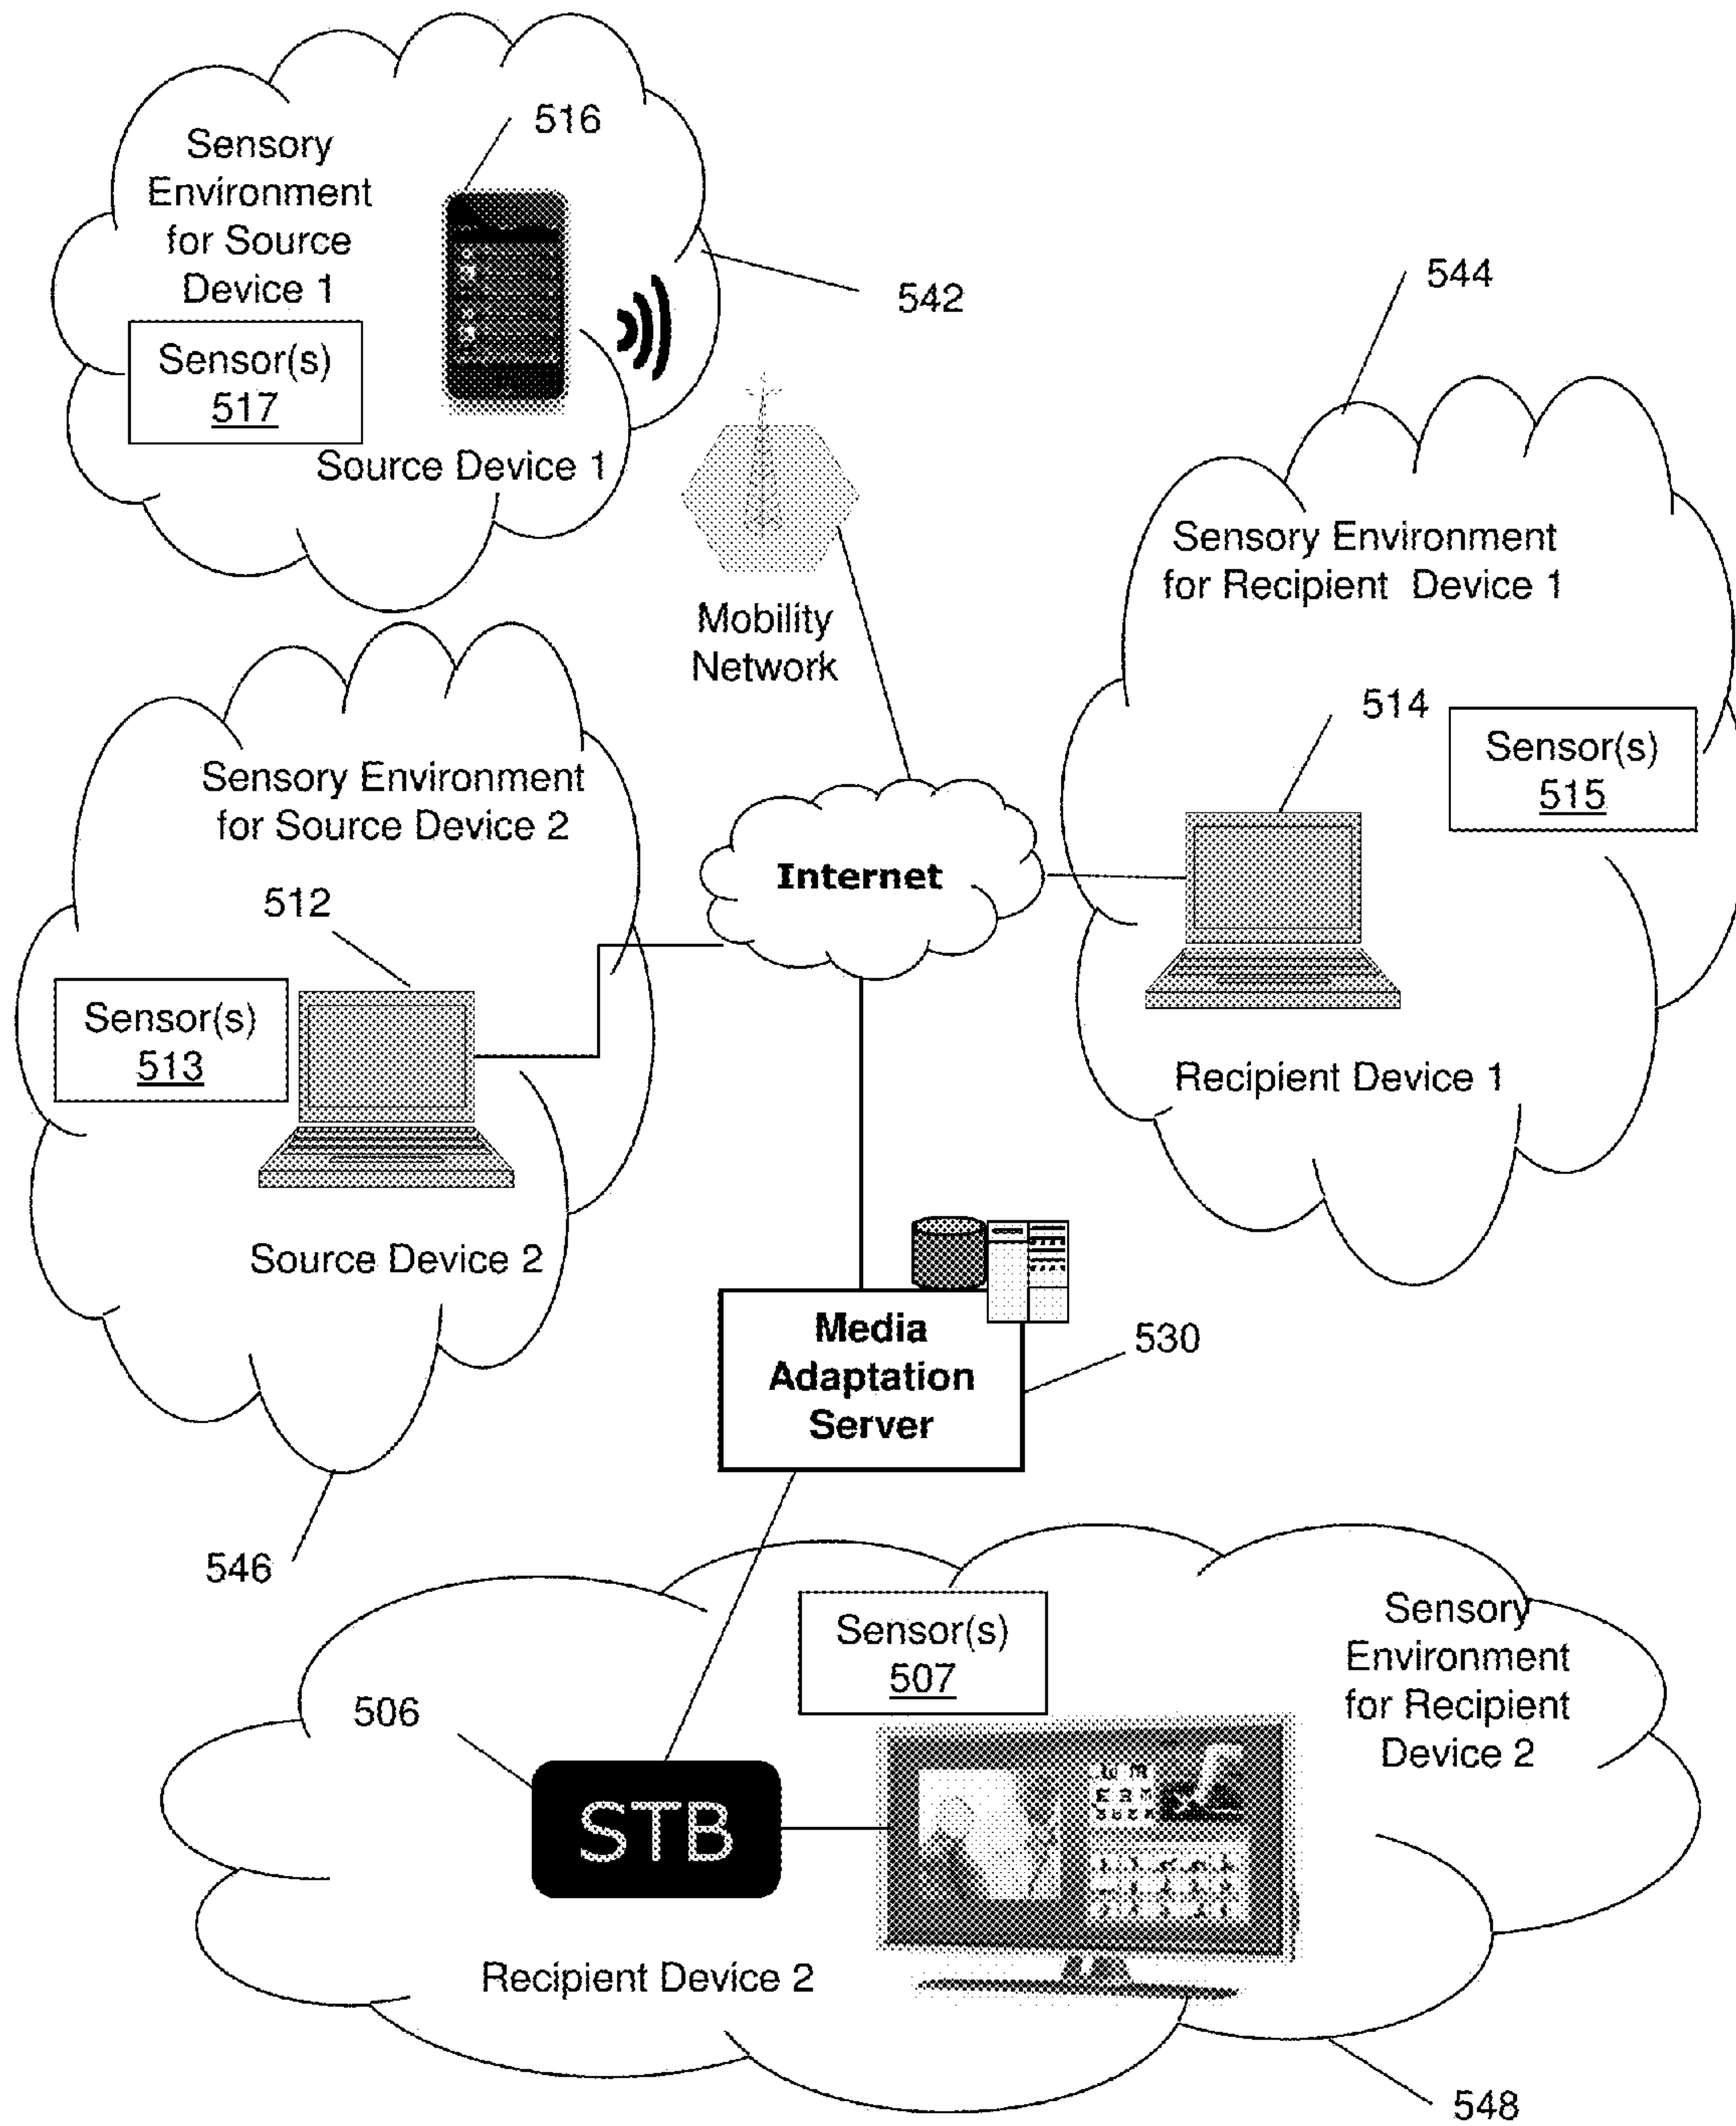 516
Sensory
Environment
for Source
Device 1
542
544
Sensor(s)
517
Source Device 1
Sensory Environment
for Recipient Device 1
Mobility
Network
514
Sensor(s)
515
Sensory Environment
for Source Device 2
Internet
512
Sensor(s)
513
Recipient Device 1
Source Device 2
Media
Adaptation
Server
530
546
Sensor(s)
507
Sensory
Environment
for Recipient
Device 2
506
STB
Recipient Device 2
548